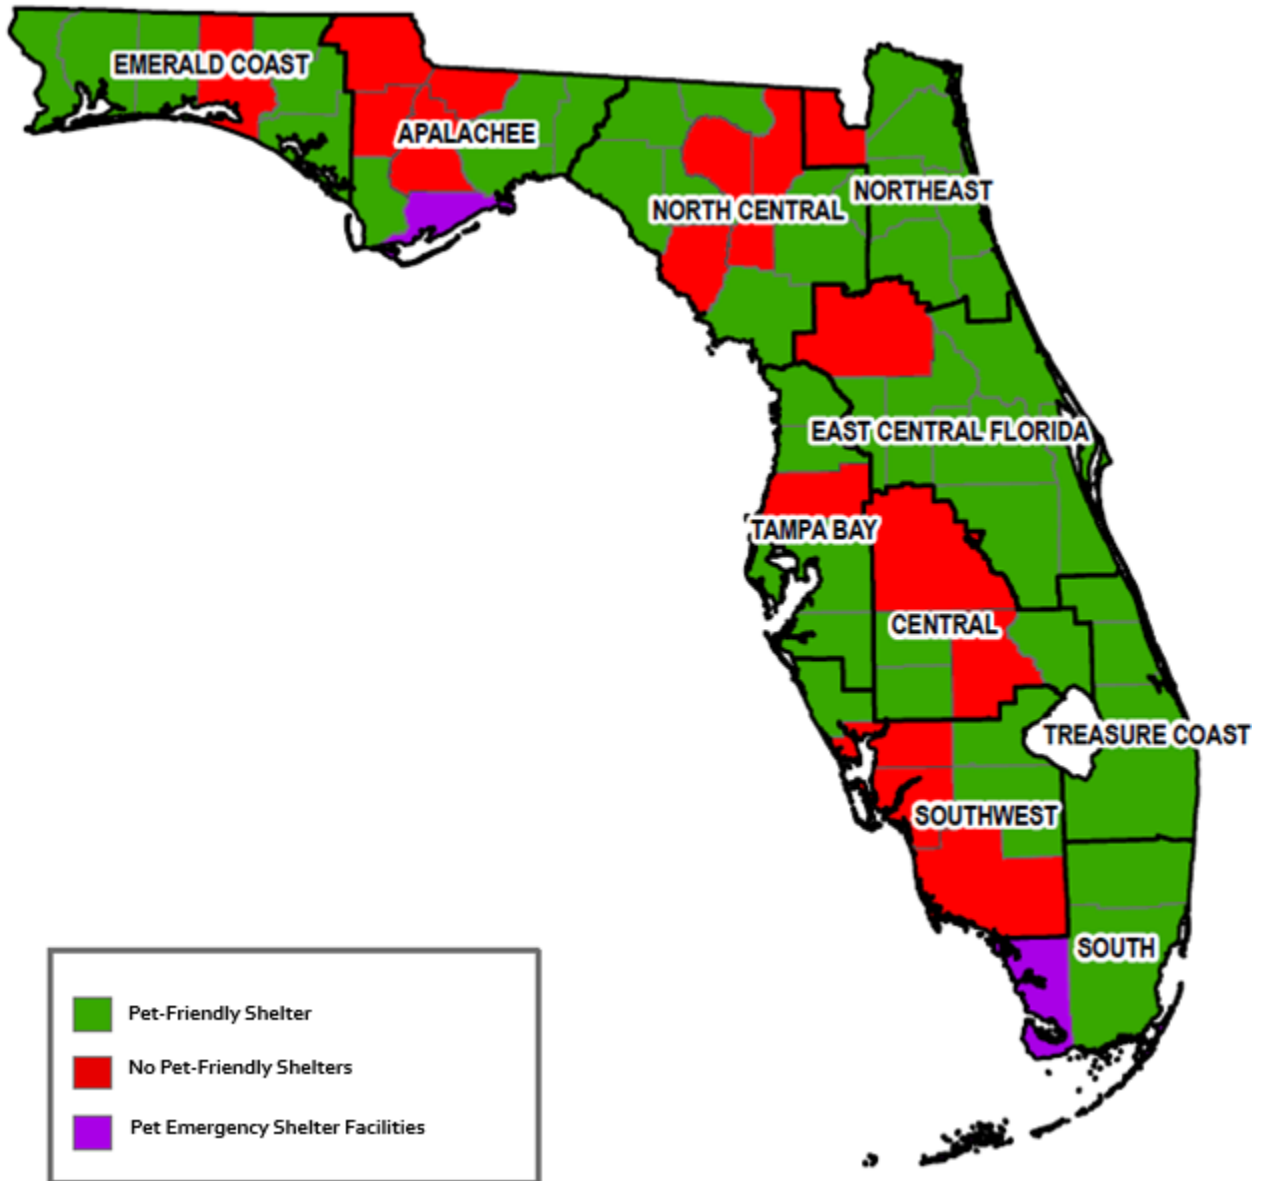 EMERALD COAST
APALACHEE
NORTH CENTRAL
NORTHEAST
EAST CENTRAL FLORIDA
TAMPA BAY
CENTRAL
TREASURE COAST
SOUTHWEST
SOUTH
Pet-Friendly Shelter
No Pet-Friendly Shelters
Pet Emergency Shelter Facilities